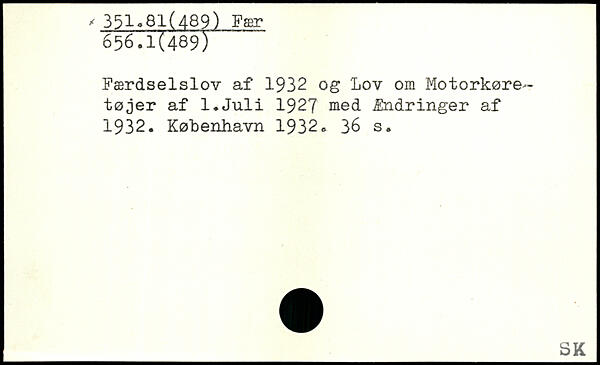 351.81(489) Fær
656.1(489)
Færdselslov af 1932 og Lov om Motorkøre-
tøjer af 1.Juli 1927 med Ændringer af
1932. København 1932. 36 s.
SK